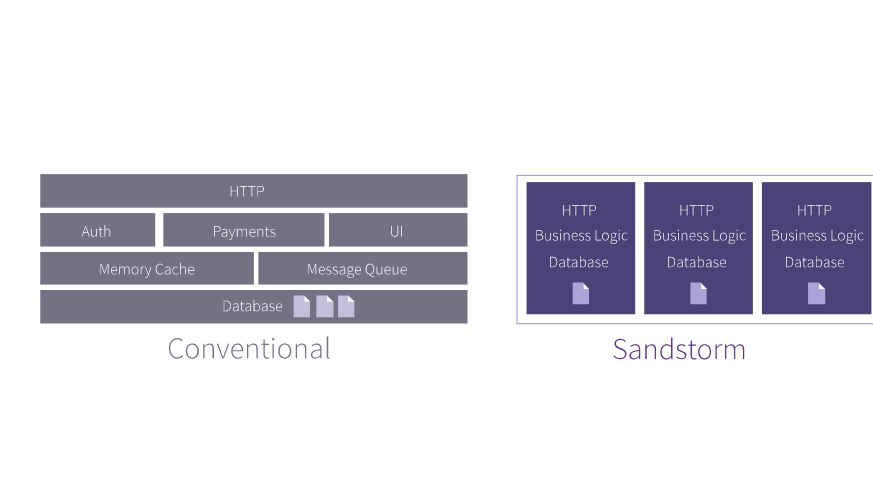 HTTP
Auth Payments UI
Memory Cache Message Queue
Database
Conventional
HTTP
Business Logic
Database
HTTP
Business Logic
Database
HTTP
Business Logic
Database
Sandstorm